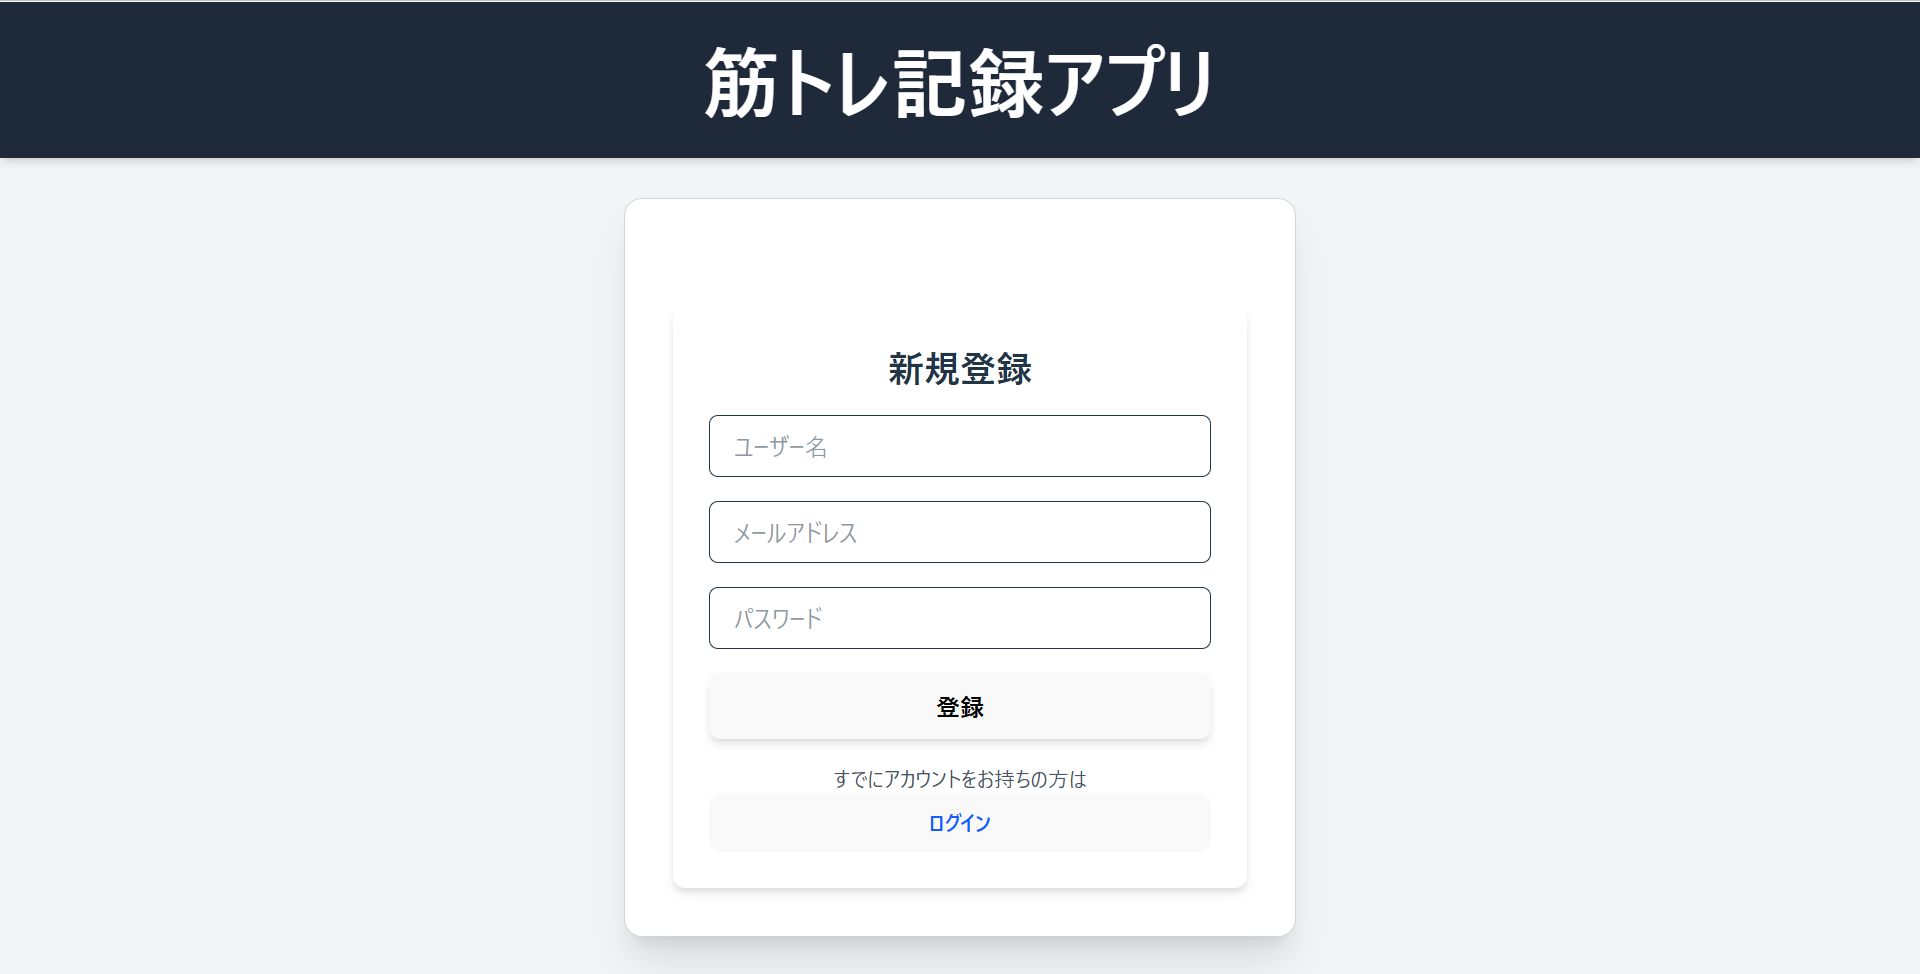 筋トレ記録アプリ
新規登録
ユーザー名
メールアドレス
パスワード
登録
すでにアカウントをお持ちの方は
ログイン